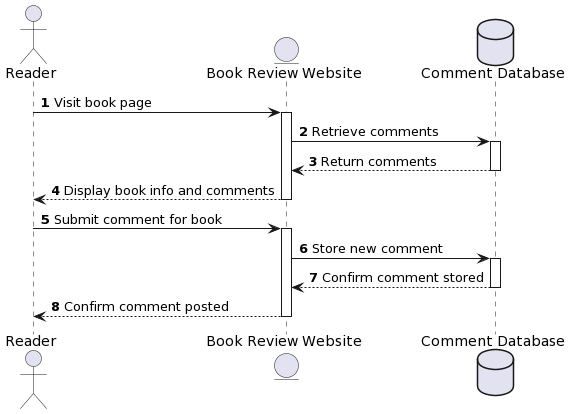 Reader
Book Review Website
Comment Database
1 Visit book page
2 Retrieve comments
3 Return comments
4 Display book info and comments
5 Submit comment for book
6 Store new comment
7 Confirm comment stored
8 Confirm comment posted
Reader
Book Review Website
Comment Database